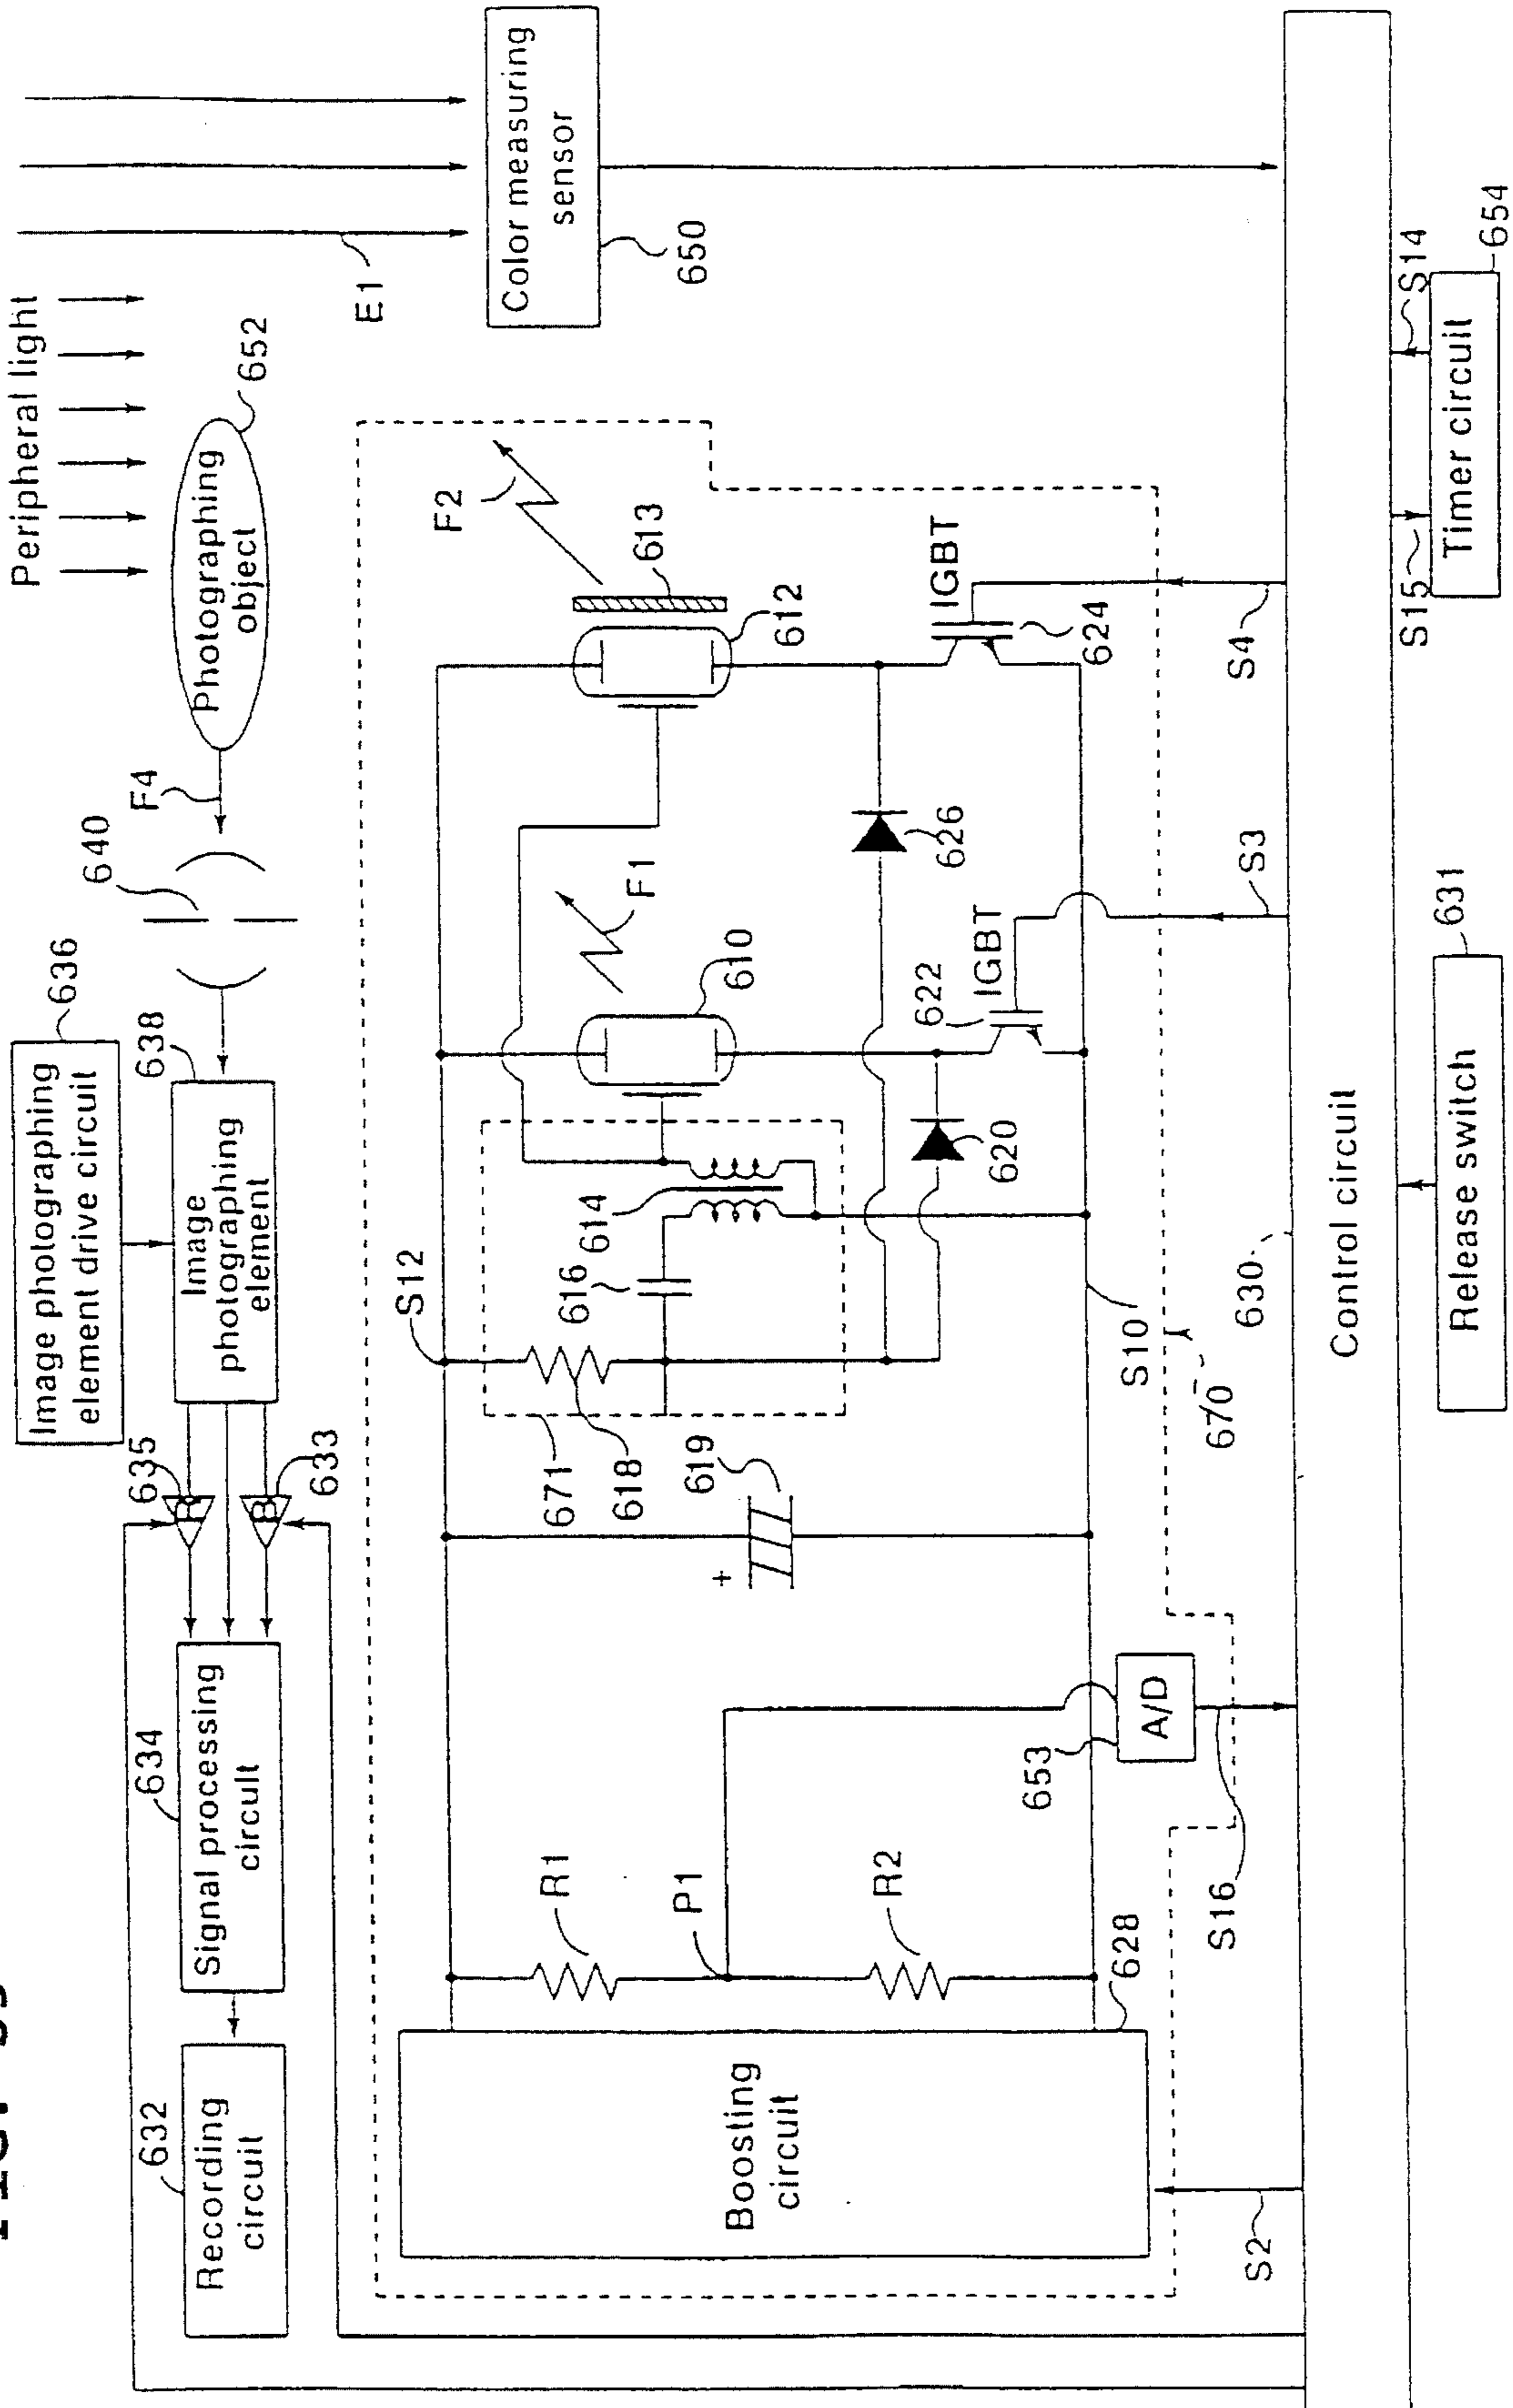 Peripheral light
Image photographing
element drive circuit
636
Image
photographing
element
638
640
F4
Photographing
object
652
E1
Color measuring
sensor
650
Recording
circuit
632
Signal processing
circult
634
635
R
B
633
S12
671
618
616
614
619
+
610
F1
612
613
F2
620
626
622
IGBT
624
IGBT
R1
P1
R2
653
A/D
S16
Boosting
circuit
628
S10
670
S2
S3
S4
630
Control circuit
Release switch
631
S15
S14
Timer circuit
654